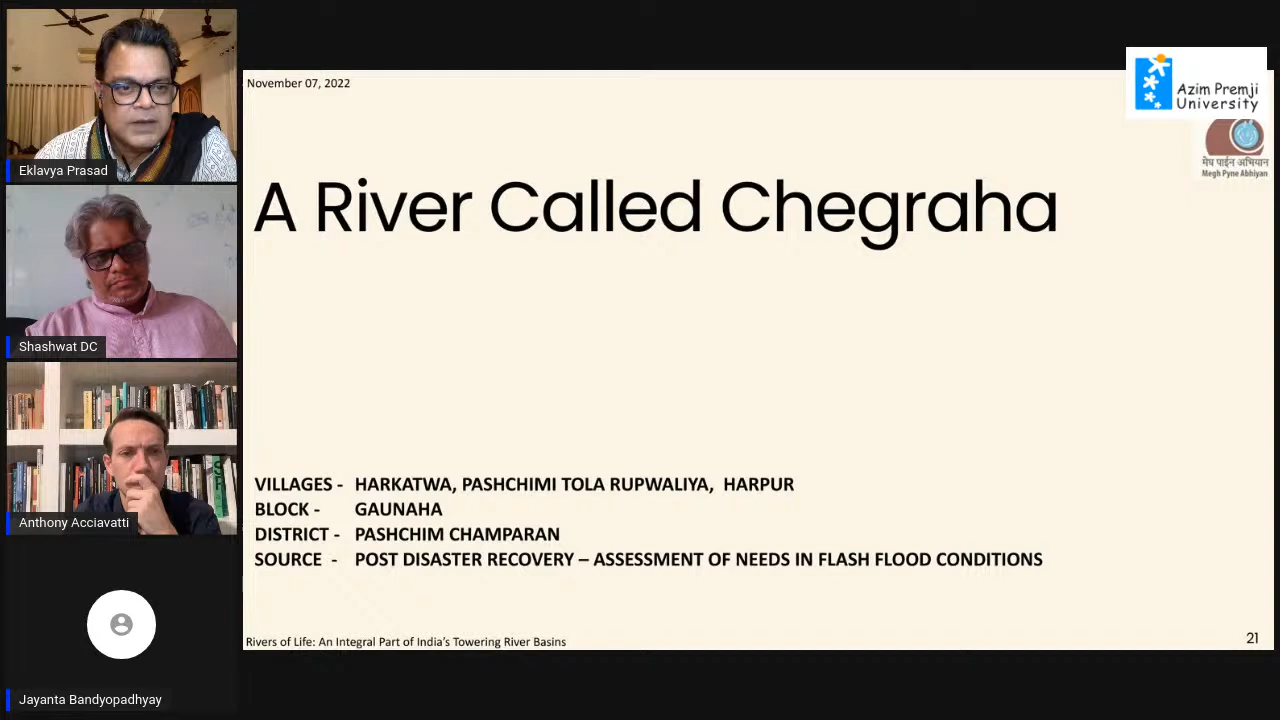 Eklavya Prasad
Shashwat DC
Anthony Acciavatti
Jayanta Bandyopadhyay
November 07, 2022
Azim Premji
University
मेघ पाईन अभियान
Megh Pyne Abhiyan
A River Called Chegraha
VILLAGES - HARKATWA, PASHCHIMI TOLA RUPWALIYA, HARPUR
BLOCK - GAUNAHA
DISTRICT - PASHCHIM CHAMPARAN
SOURCE - POST DISASTER RECOVERY – ASSESSMENT OF NEEDS IN FLASH FLOOD CONDITIONS
Rivers of Life: An Integral Part of India's Towering River Basins
21